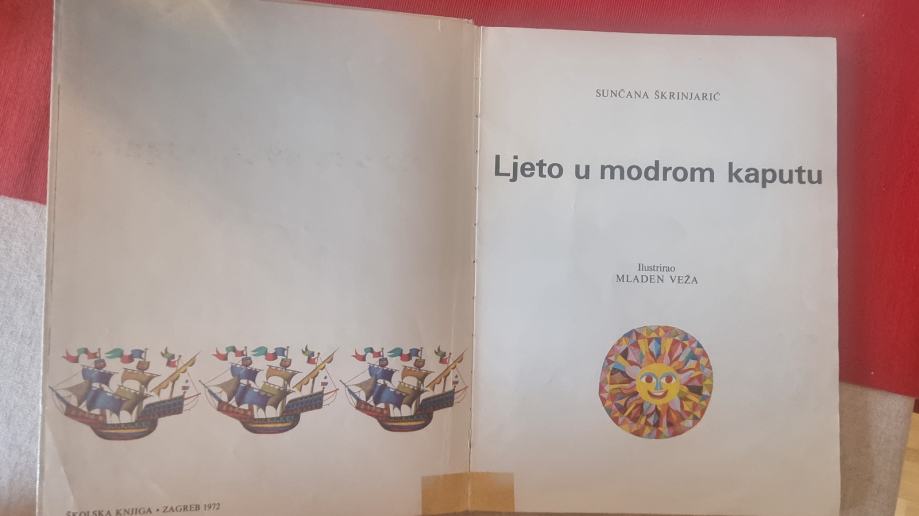 ŠKOLSKA KNJIGA • ZAGREB 1972
SUNČANA ŠKRINJARIĆ
Ljeto u modrom kaputu
Ilustrirao
MLADEN VEŽA